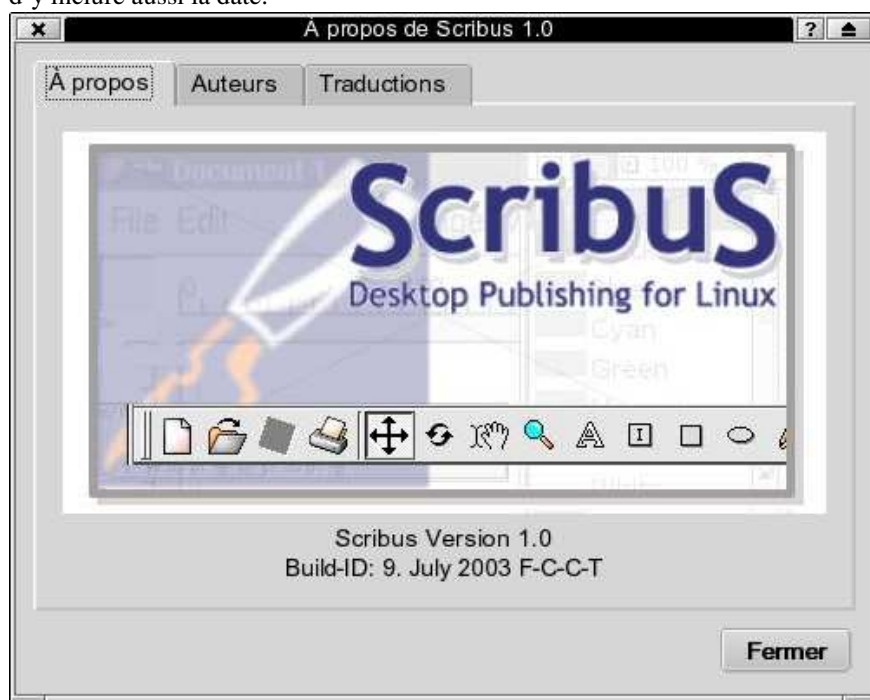 d'y inclure aussi la date.
À propos de Scribus 1.0
?
À propos Auteurs Traductions
Document 1
100 %
File Edit
ScribuS
Desktop Publishing for Linux
Cyan
Green
Scribus Version 1.0
Build-ID: 9. July 2003 F-C-C-T
Fermer